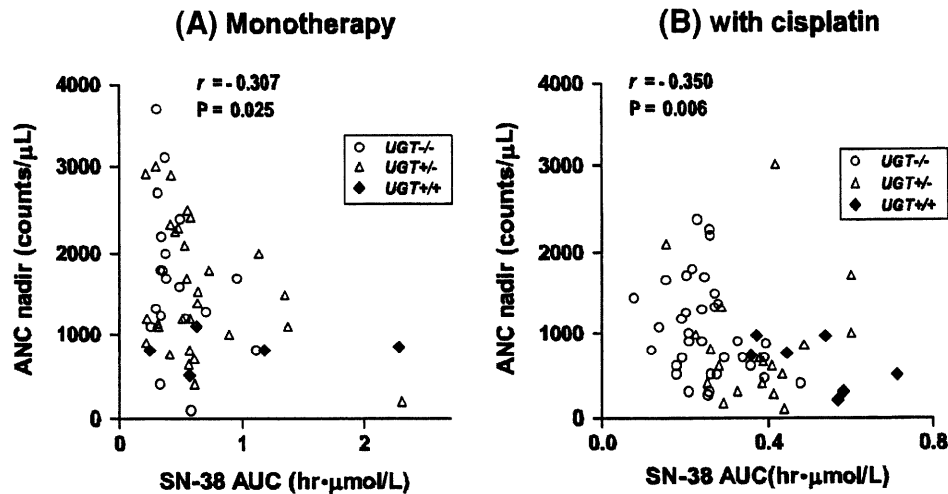 (A) Monotherapy
r = - 0.307
P = 0.025
4000
3000
2000
1000
0
ANC nadir (counts/μL)
UGT-/-
UGT+/-
UGT+/+
0
1
2
SN-38 AUC (hr•μmol/L)
(B) with cisplatin
r = - 0.350
P = 0.006
4000
3000
2000
1000
0
ANC nadir (counts/μL)
UGT-/-
UGT+/-
UGT+/+
0.0
0.4
0.8
SN-38 AUC(hr•μmol/L)